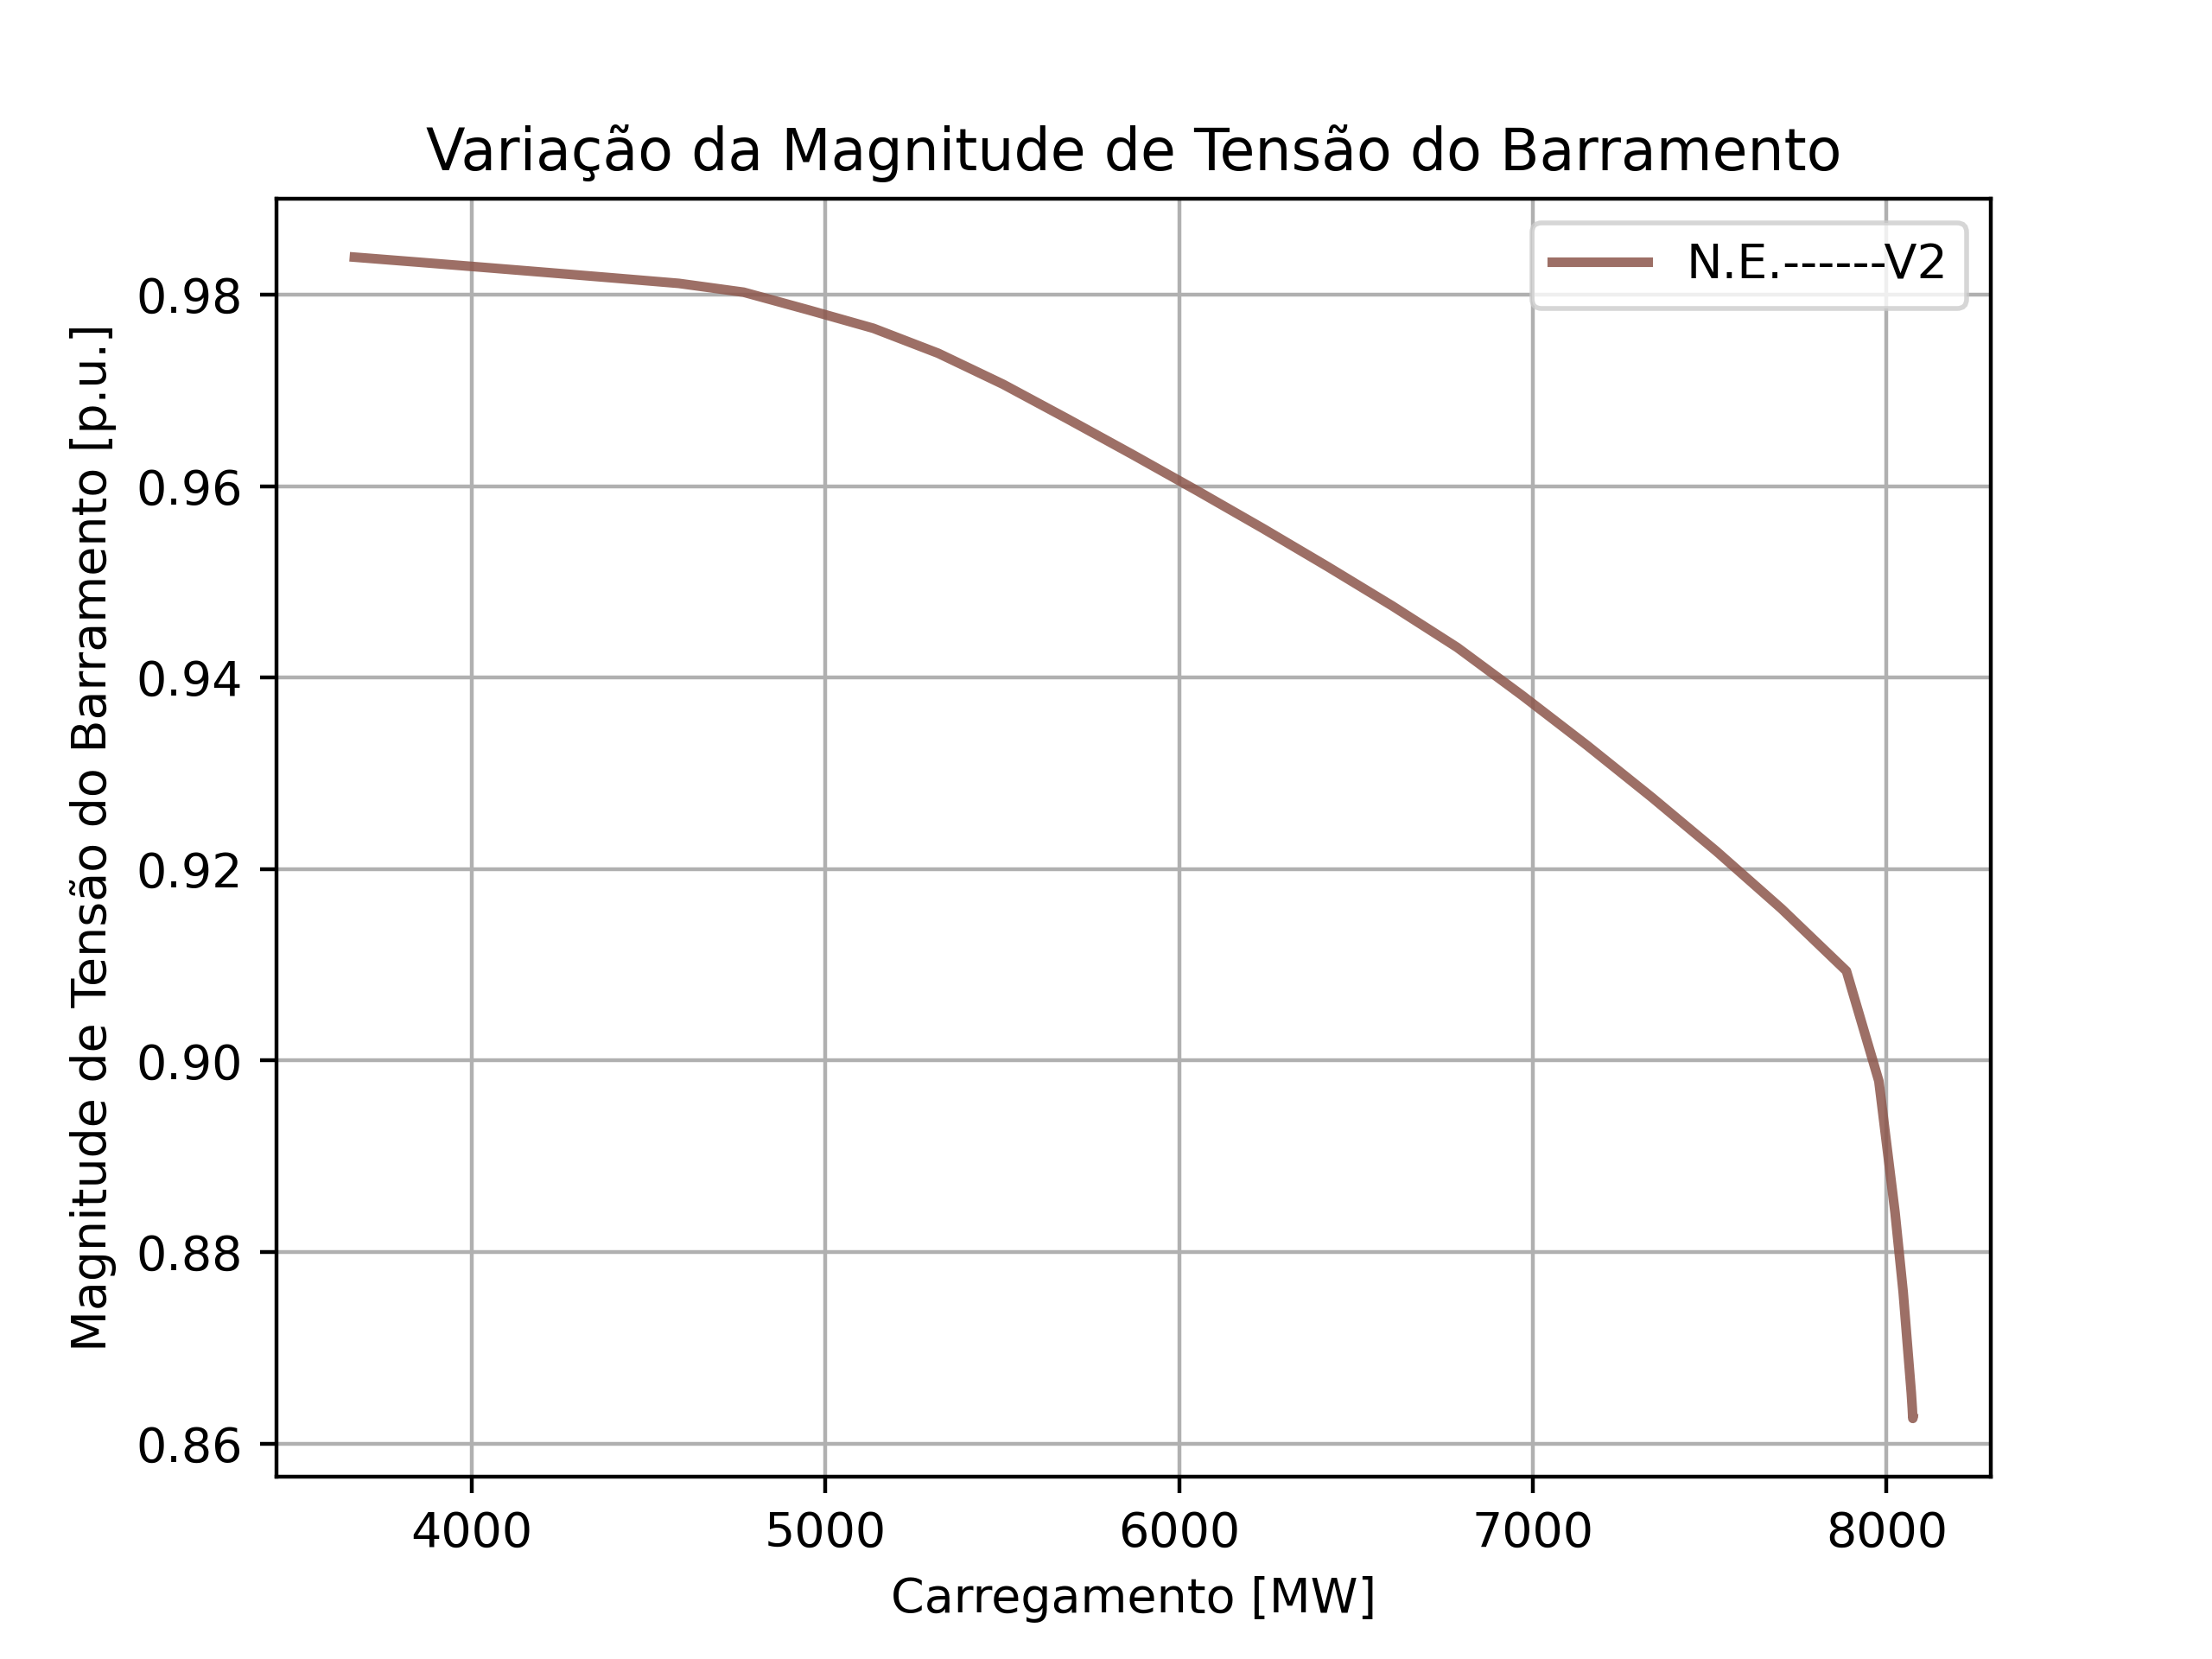 Variação da Magnitude de Tensão do Barramento
N.E.------V2
Magnitude de Tensão do Barramento [p.u.]
0.98
0.96
0.94
0.92
0.90
0.88
0.86
4000 5000 6000 7000 8000
Carregamento [MW]